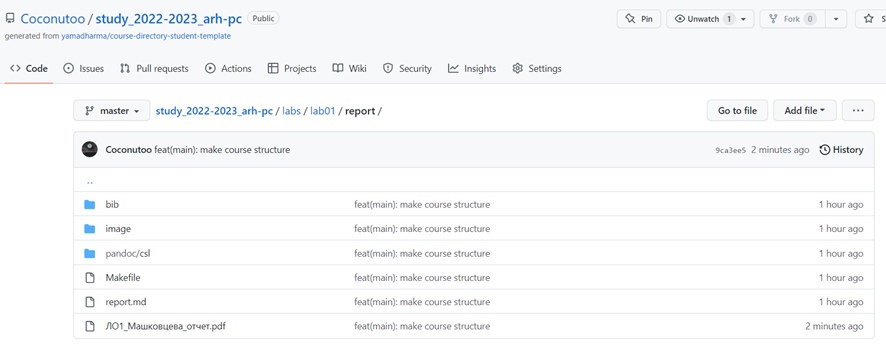 Coconutoo / study_2022-2023_arh-pc Public Pin Unwatch 1 Fork 0 S
generated from yamadharma/course-directory-student-template
Code Issues Pull requests Actions Projects Wiki Security Insights Settings
master study_2022-2023_arh-pc / labs / lab01 / report / Go to file Add file ...
Coconutoo feat(main): make course structure 9ca3ee5 2 minutes ago History
..
bib feat(main): make course structure 1 hour ago
image feat(main): make course structure 1 hour ago
pandoc/csl feat(main): make course structure 1 hour ago
Makefile feat(main): make course structure 1 hour ago
report.md feat(main): make course structure 1 hour ago
ЛО1_Машковцева_отчет.pdf feat(main): make course structure 2 minutes ago